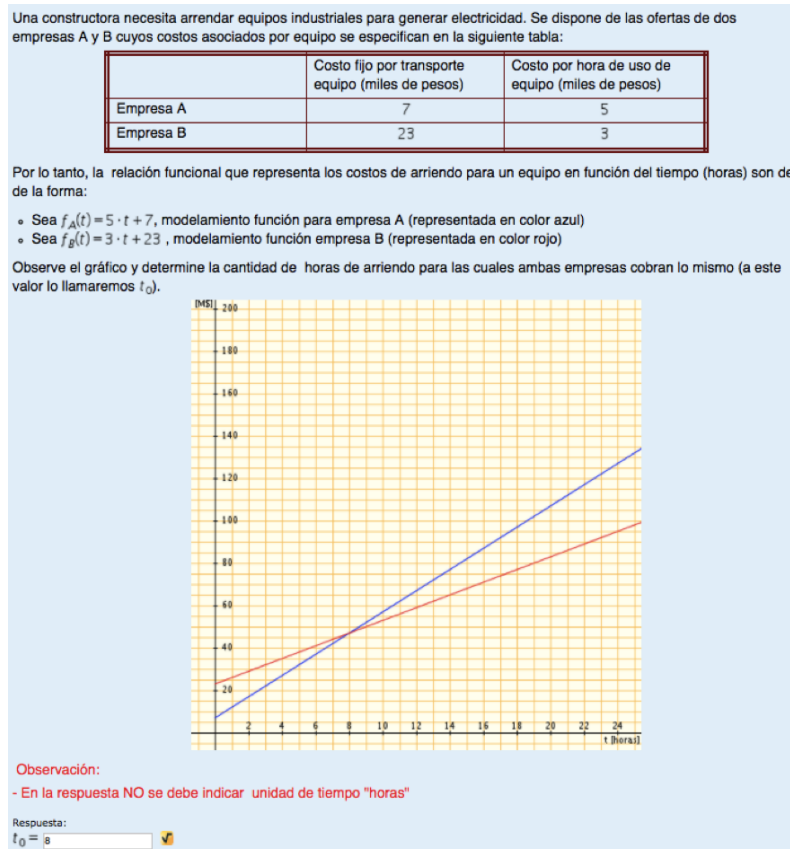 Una constructora necesita arrendar equipos industriales para generar electricidad. Se dispone de las ofertas de dos
empresas A y B cuyos costos asociados por equipo se especifican en la siguiente tabla:
Costo fijo por transporte
equipo (miles de pesos)
Costo por hora de uso de
equipo (miles de pesos)
Empresa A 7 5
Empresa B 23 3
Por lo tanto, la relación funcional que representa los costos de arriendo para un equipo en función del tiempo (horas) son de
de la forma:
Sea f_A(t)=5·t+7, modelamiento función para empresa A (representada en color azul)
Sea f_B(t)=3·t+23 , modelamiento función empresa B (representada en color rojo)
Observe el gráfico y determine la cantidad de horas de arriendo para las cuales ambas empresas cobran lo mismo (a este
valor lo llamaremos t_0).
[M$] 200
180
160
140
120
100
80
60
40
20
2 4 6 8 10 12 14 16 18 20 22 24
t [horas]
Observación:
- En la respuesta NO se debe indicar unidad de tiempo "horas"
Respuesta:
t_0= 8